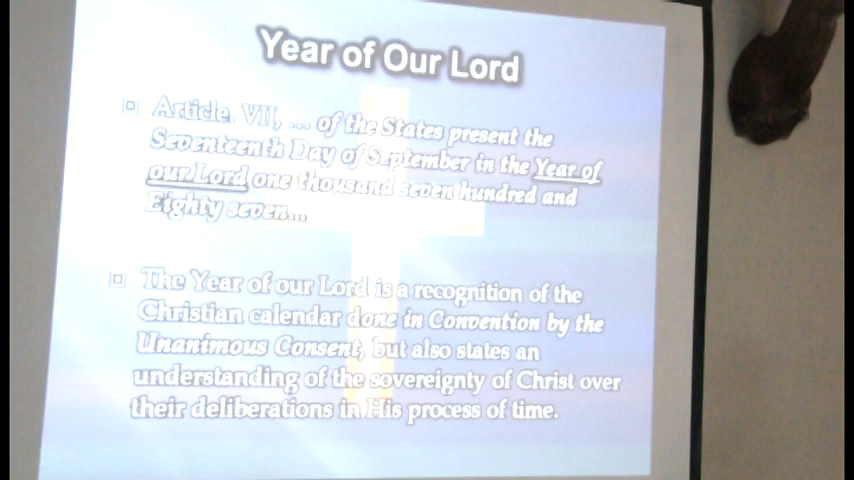 Year of Our Lord
Article. VII, ... of the States present the
Seventeenth Day of September in the Year of
our Lord one thousand seven hundred and
Eighty seven...
The Year of our Lord is a recognition of the
Christian calendar done in Convention by the
Unanimous Consent, but also states an
understanding of the sovereignty of Christ over
their deliberations in His process of time.